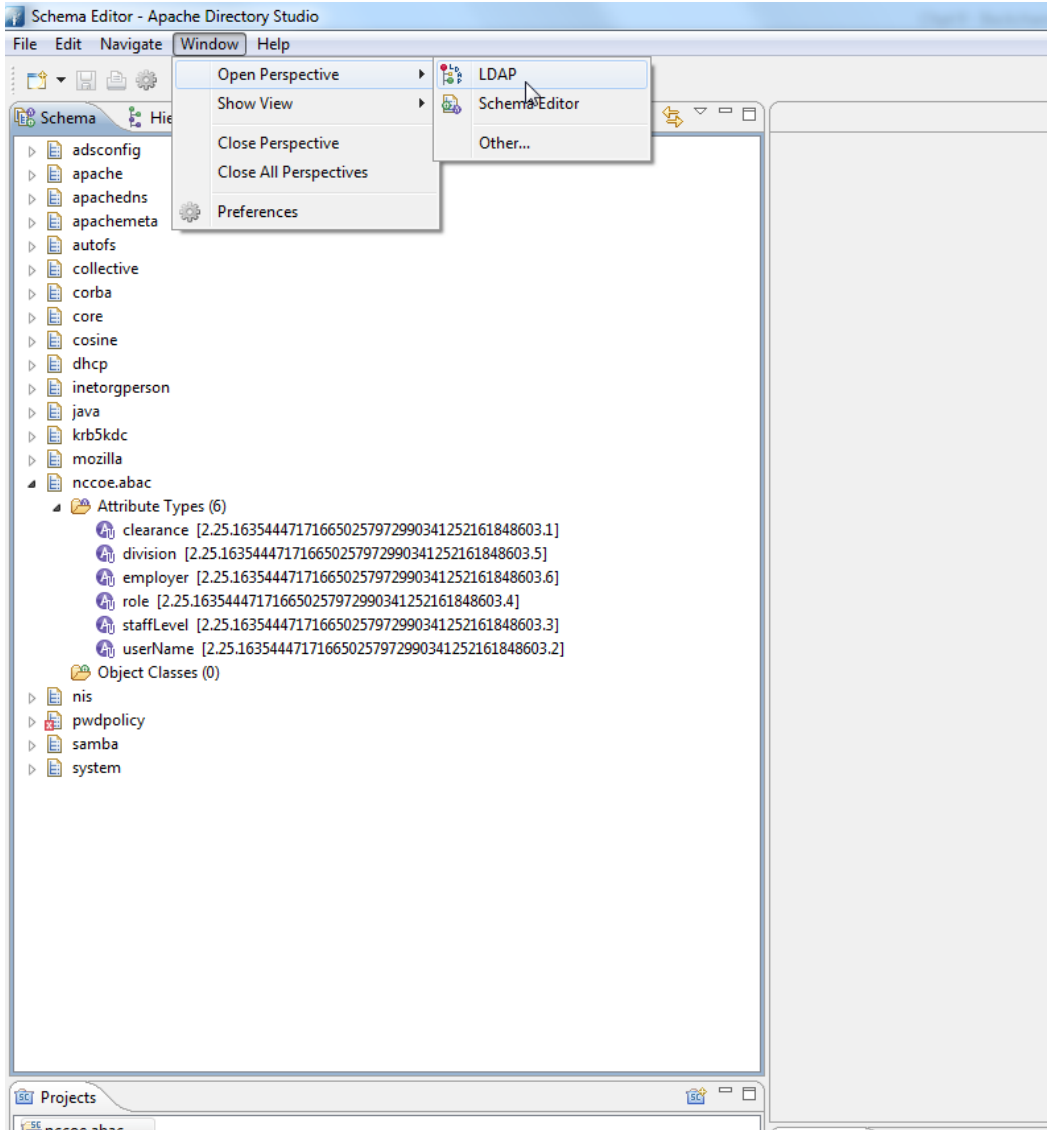 Schema Editor - Apache Directory Studio
File Edit Navigate Window Help
Open Perspective
LDAP
Show View
Schema Editor
Close Perspective
Other...
Close All Perspectives
Preferences
Schema
Hie
adsconfig
apache
apachedns
apachemeta
autofs
collective
corba
core
cosine
dhcp
inetorgperson
java
krb5kdc
mozilla
nccoe.abac
Attribute Types (6)
clearance [2.25.163544471716650257972990341252161848603.1]
division [2.25.163544471716650257972990341252161848603.5]
employer [2.25.163544471716650257972990341252161848603.6]
role [2.25.163544471716650257972990341252161848603.4]
staffLevel [2.25.163544471716650257972990341252161848603.3]
userName [2.25.163544471716650257972990341252161848603.2]
Object Classes (0)
nis
pwdpolicy
samba
system
Projects
nccoe.abac